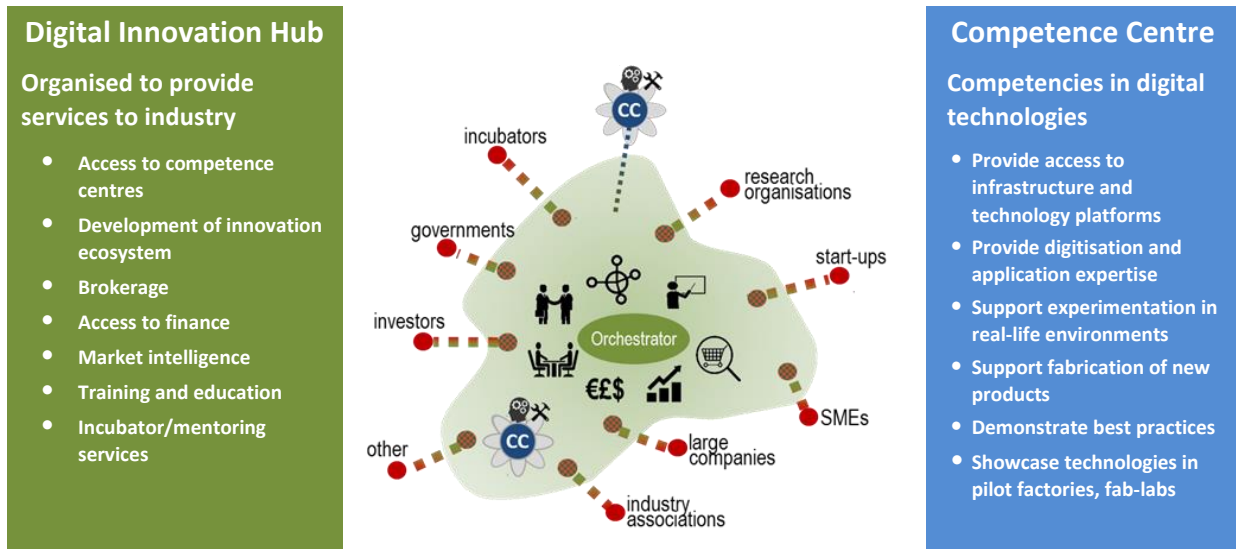 Digital Innovation Hub
Organised to provide
services to industry
• Access to competence
centres
• Development of innovation
ecosystem
• Brokerage
• Access to finance
• Market intelligence
• Training and education
• Incubator/mentoring
services
CC
incubators
research
organisations
governments
start-ups
investors
Orchestrator
€£$
SMEs
CC
other
large
companies
industry
associations
Competence Centre
Competencies in digital
technologies
• Provide access to
infrastructure and
technology platforms
• Provide digitisation and
application expertise
• Support experimentation in
real-life environments
• Support fabrication of new
products
• Demonstrate best practices
• Showcase technologies in
pilot factories, fab-labs